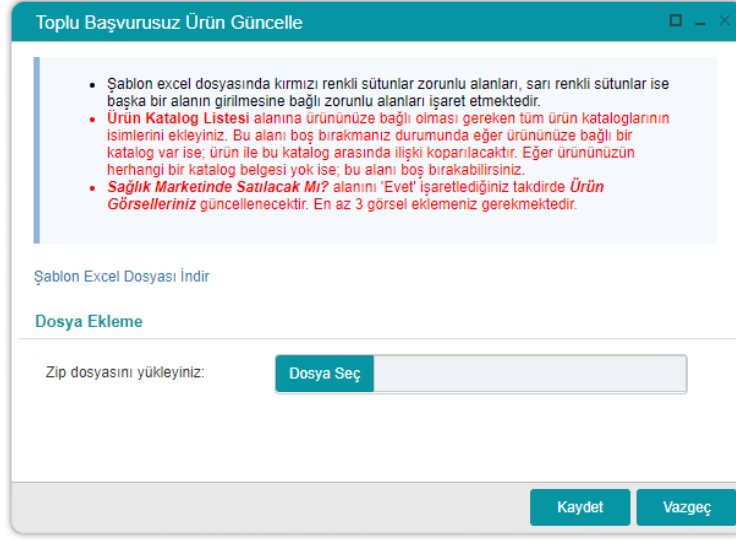 Toplu Başvurusuz Ürün Güncelle
Şablon excel dosyasında kırmızı renkli sütunlar zorunlu alanları, sarı renkli sütunlar ise
başka bir alanın girilmesine bağlı zorunlu alanları işaret etmektedir.
Ürün Katalog Listesi alanına ürününüze bağlı olması gereken tüm ürün kataloglarının
isimlerini ekleyiniz. Bu alanı boş bırakmanız durumunda eğer ürününüze bağlı bir
katalog var ise; ürün ile bu katalog arasında ilişki koparılacaktır. Eğer ürününüzün
herhangi bir katalog belgesi yok ise; bu alanı boş bırakabilirsiniz.
Sağlık Marketinde Satılacak Mı? alanını 'Evet' işaretlediğiniz takdirde Ürün
Görselleriniz güncellenecektir. En az 3 görsel eklemeniz gerekmektedir.
Şablon Excel Dosyası İndir
Dosya Ekleme
Zip dosyasını yükleyiniz: Dosya Seç
Kaydet Vazgeç